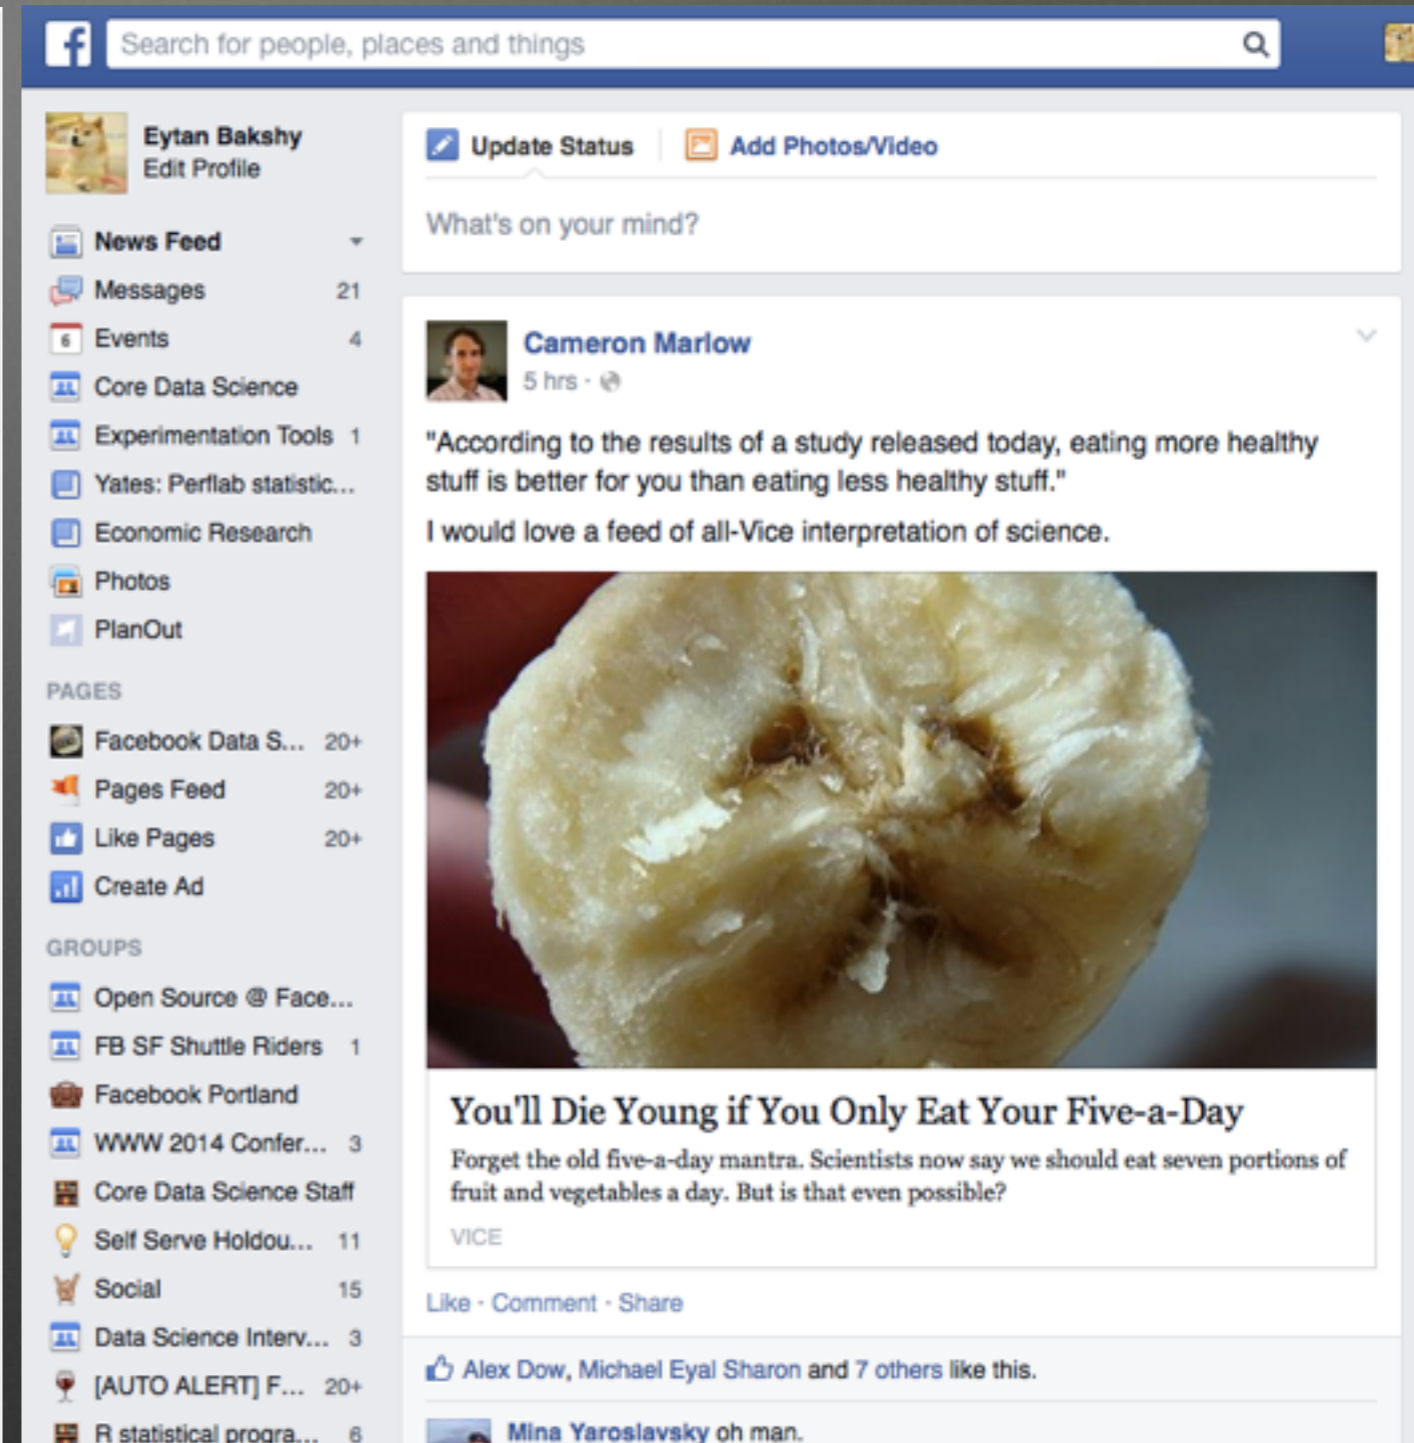 Search for people, places and things
Eytan Bakshy
Edit Profile
News Feed
Messages 21
6 Events 4
Core Data Science
Experimentation Tools 1
Yates: Perflab statistic...
Economic Research
Photos
PlanOut
PAGES
Facebook Data S... 20+
Pages Feed 20+
Like Pages 20+
Create Ad
GROUPS
Open Source @ Face...
FB SF Shuttle Riders 1
Facebook Portland
WWW 2014 Confer... 3
Core Data Science Staff
Self Serve Holdou... 11
Social 15
Data Science Interv... 3
[AUTO ALERT] F... 20+
R statistical progra... 6
Update Status Add Photos/Video
What's on your mind?
Cameron Marlow
5 hrs ·
"According to the results of a study released today, eating more healthy
stuff is better for you than eating less healthy stuff."
I would love a feed of all-Vice interpretation of science.
You'll Die Young if You Only Eat Your Five-a-Day
Forget the old five-a-day mantra. Scientists now say we should eat seven portions of
fruit and vegetables a day. But is that even possible?
VICE
Like · Comment · Share
Alex Dow, Michael Eyal Sharon and 7 others like this.
Mina Yaroslavsky oh man.